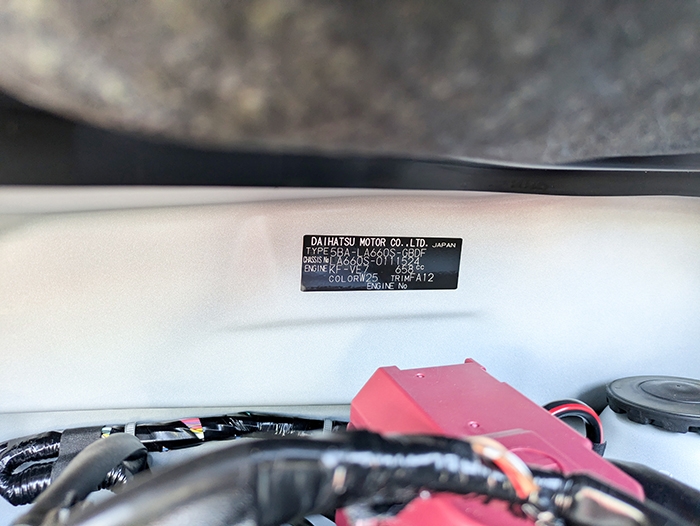 DAIHATSU MOTOR CO.,LTD. JAPAN
TYPE 5BA-LA660S-GBDF
CHASSIS No LA660S-0111524
ENGINE KF-VE7 658cc
COLOR W25 TRIM FA12
ENGINE No